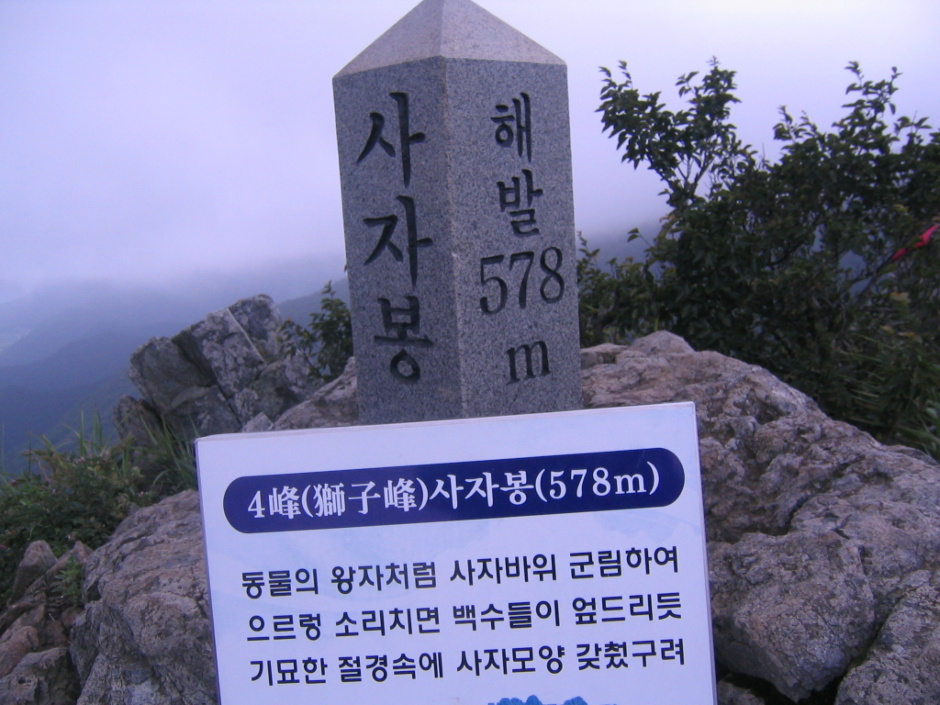 사자봉
해발
578
m
4峰(獅子峰)사자봉(578m)
동물의 왕자처럼 사자바위 군림하여
으르렁 소리치면 백수들이 엎드리듯
기묘한 절경속에 사자모양 갖췄구려